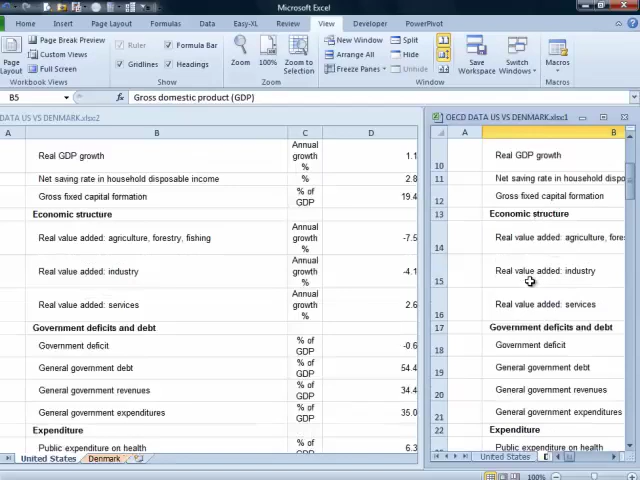 Microsoft Excel
Home Insert Page Layout Formulas Data Easy-XL Review View Developer PowerPivot
Page Layout
Page Break Preview
Custom Views
Full Screen
Workbook Views
Ruler Formula Bar
Gridlines Headings
Show
Zoom 100% Zoom to Selection
Zoom
New Window
Arrange All
Freeze Panes
Split
Hide
Unhide
Window
Save Workspace
Switch Windows
Macros
Macros
B5 fx Gross domestic product (GDP)
DATA US VS DENMARK.xlsx2
A B C D
Real GDP growth Annual growth % 1.1
Net saving rate in household disposable income % 2.8
Gross fixed capital formation % of GDP 19.4
Economic structure
Real value added: agriculture, forestry, fishing Annual growth % -7.5
Real value added: industry Annual growth % -4.1
Real value added: services Annual growth % 2.6
Government deficits and debt
Government deficit % of GDP -0.6
General government debt % of GDP 54.4
General government revenues % of GDP 34.4
General government expenditures % of GDP 35.0
Expenditure
Public expenditure on health % of GDP 6.3
United States Denmark
OECD DATA US VS DENMARK.xlsx1
A B
10 Real GDP growth
11 Net saving rate in household dispo
12 Gross fixed capital formation
13 Economic structure
14 Real value added: agriculture, fores
15 Real value added: industry
16 Real value added: services
17 Government deficits and debt
18 Government deficit
19 General government debt
20 General government revenues
21 General government expenditures
22 Expenditure
Public expenditure on health
United States D
100%